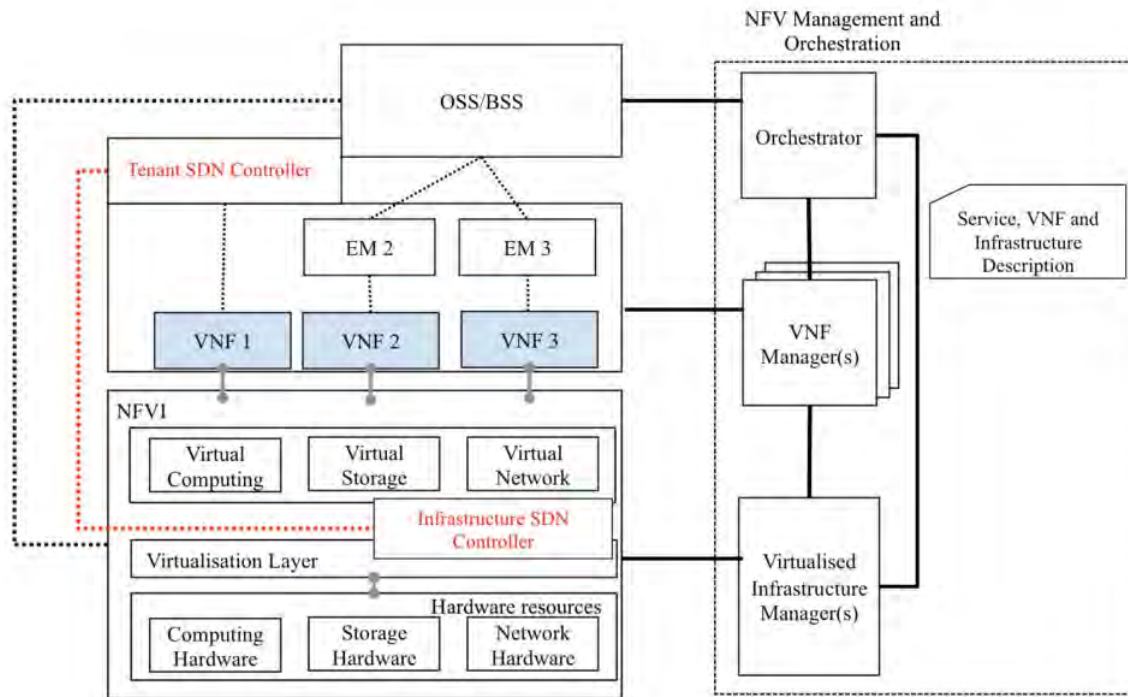 NFV Management and
Orchestration
OSS/BSS
Orchestrator
Tenant SDN Controller
Service, VNF and
Infrastructure
Description
EM 2
EM 3
VNF 1
VNF 2
VNF 3
VNF
Manager(s)
NFVI
Virtual
Computing
Virtual
Storage
Virtual
Network
Infrastructure SDN
Controller
Virtualisation Layer
Virtualised
Infrastructure
Manager(s)
Hardware resources
Computing
Hardware
Storage
Hardware
Network
Hardware